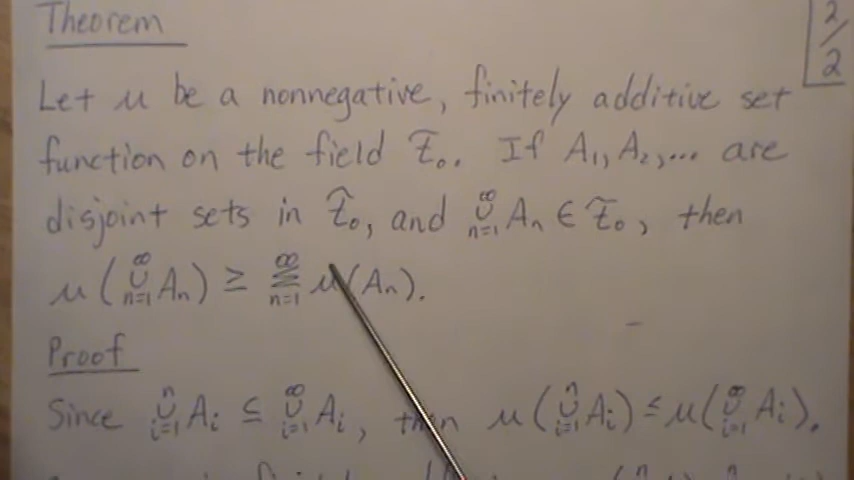 Theorem
2/2
Let μ be a nonnegative, finitely additive set
function on the field ℱ₀. If A₁, A₂,... are
disjoint sets in ℱ₀, and ∞∪n=1 Aₙ ∈ ℱ₀, then
μ(∞∪n=1 Aₙ) ≥ ∞Σn=1 μ(Aₙ).
Proof
Since n∪i=1 Aᵢ ⊆ ∞∪i=1 Aᵢ, then μ(n∪i=1 Aᵢ) ≤ μ(∞∪i=1 Aᵢ).